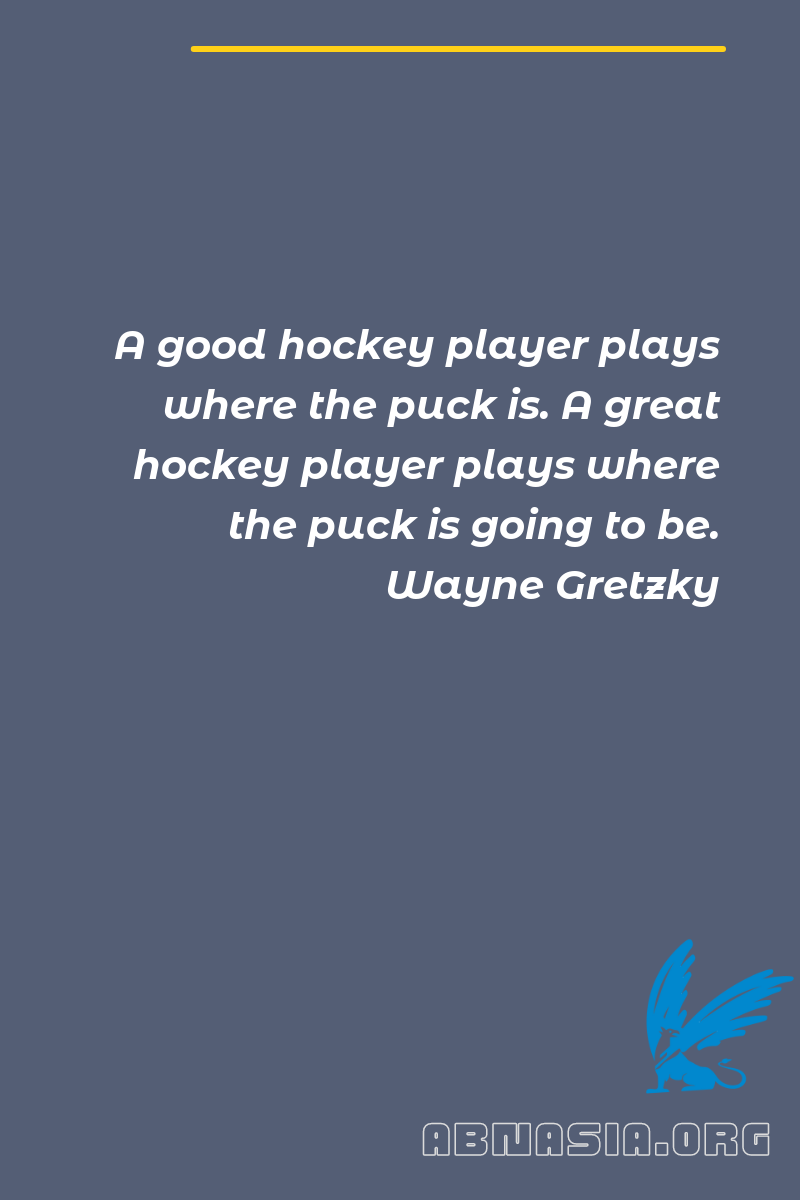 A good hockey player plays
where the puck is. A great
hockey player plays where
the puck is going to be.
Wayne Gretzky
ABNASIA.ORG